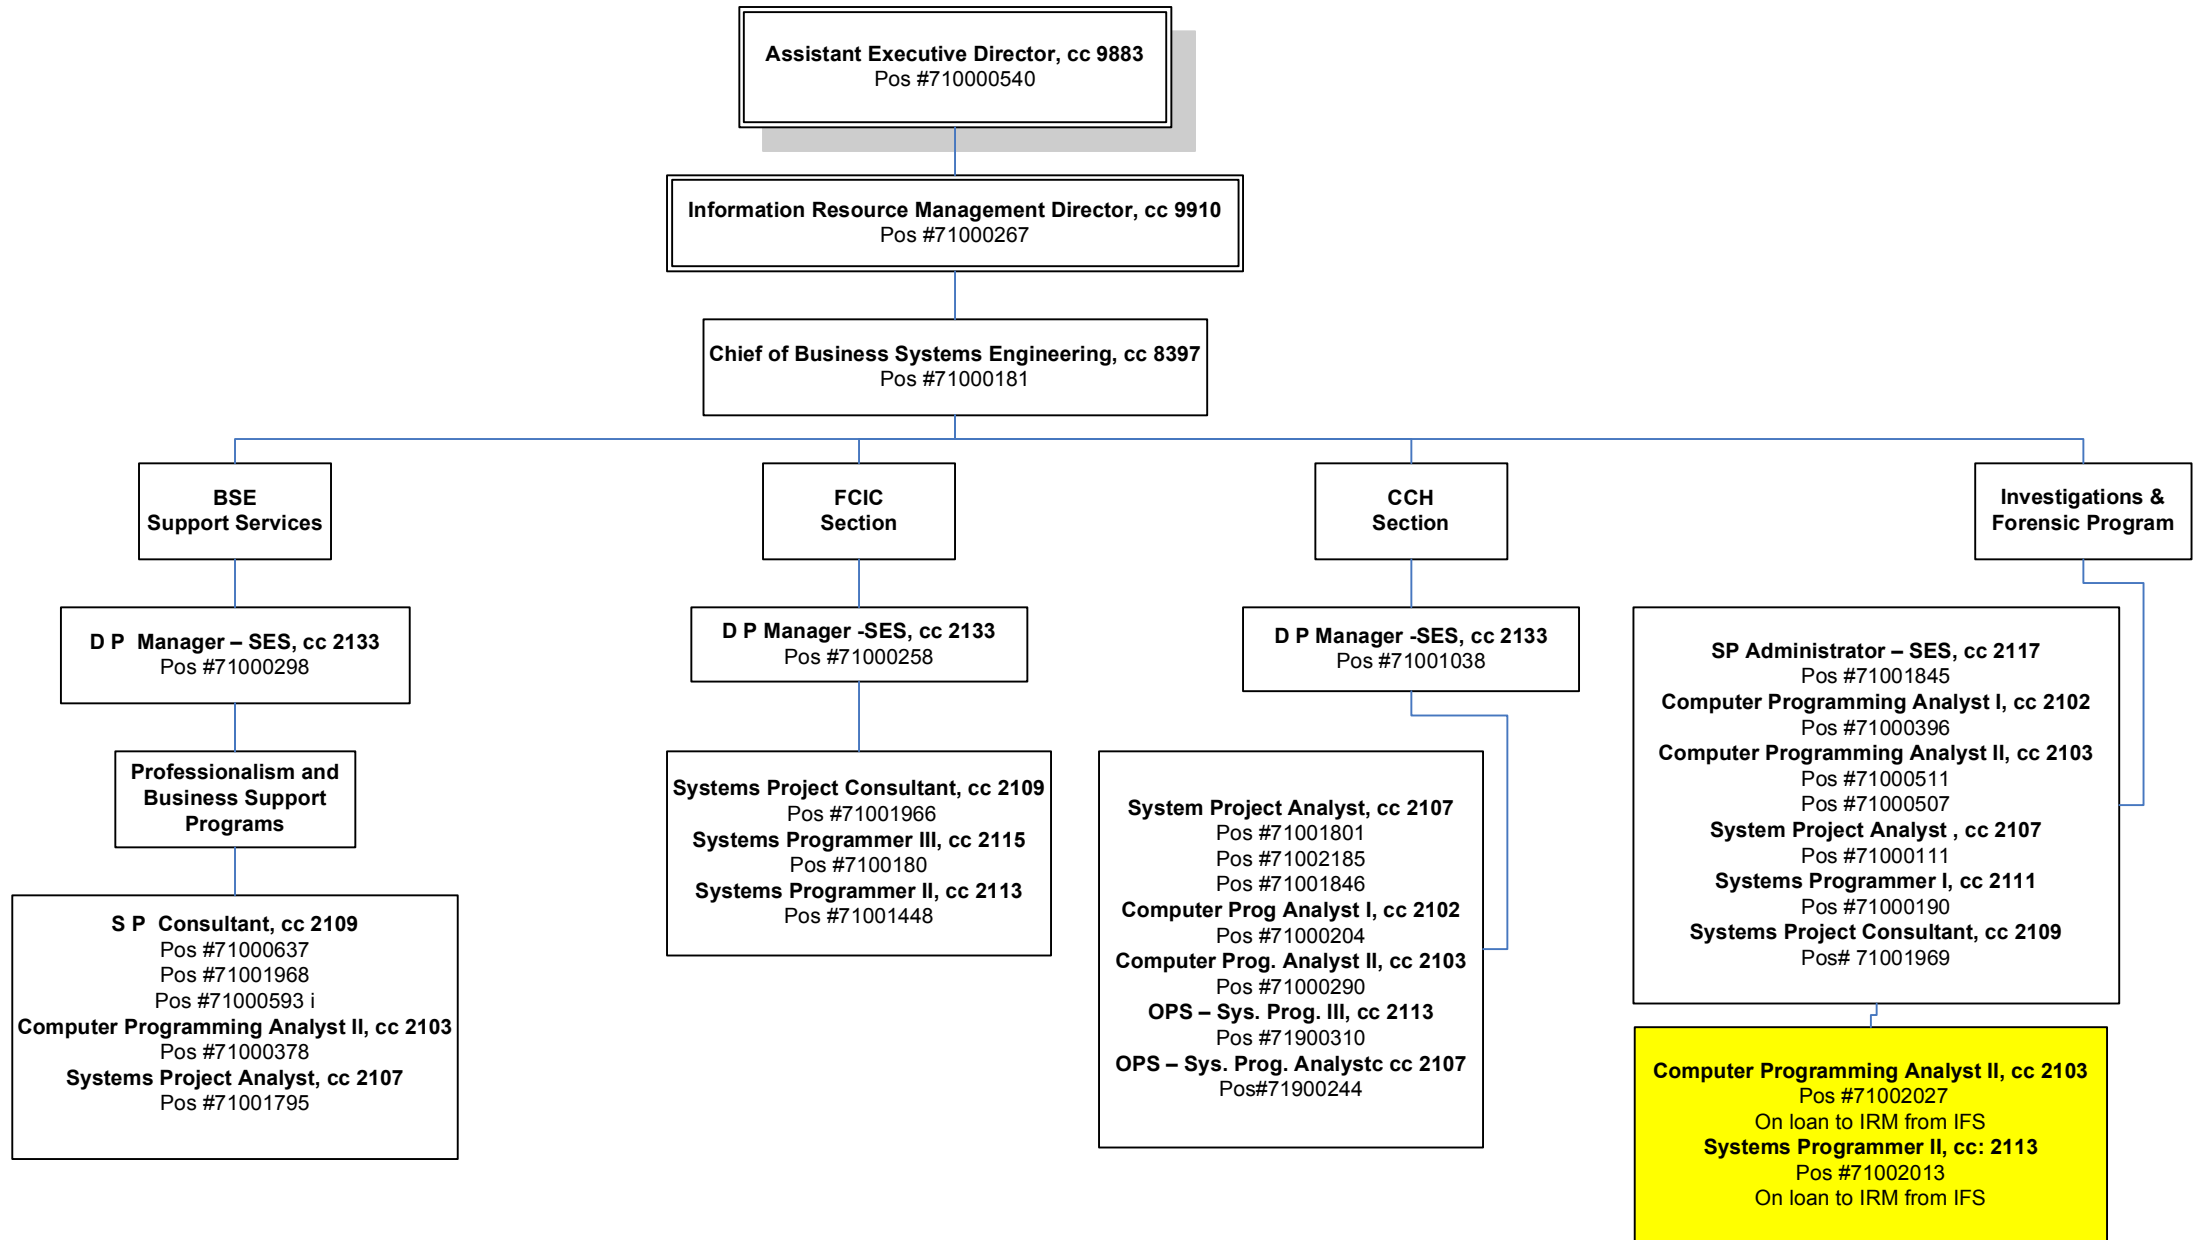 Assistant Executive Director, cc 9883
Pos #710000540
Information Resource Management Director, cc 9910
Pos #71000267
Chief of Business Systems Engineering, cc 8397
Pos #71000181
BSE
Support Services
FCIC
Section
CCH
Section
Investigations &
Forensic Program
D P  Manager – SES, cc 2133
Pos #71000298
D P Manager -SES, cc 2133
Pos #71000258
D P Manager -SES, cc 2133
Pos #71001038
Professionalism and
Business Support
Programs
S P  Consultant, cc 2109
Pos #71000637
Pos #71001968
Pos #71000593 i
Computer Programming Analyst II, cc 2103
Pos #71000378
Systems Project Analyst, cc 2107
Pos #71001795
Systems Project Consultant, cc 2109
Pos #71001966
Systems Programmer III, cc 2115
Pos #7100180
Systems Programmer II, cc 2113
Pos #71001448
System Project Analyst, cc 2107
Pos #71001801
Pos #71002185
Pos #71001846
Computer Prog Analyst I, cc 2102
Pos #71000204
Computer Prog. Analyst II, cc 2103
Pos #71000290
OPS – Sys. Prog. III, cc 2113
Pos #71900310
OPS – Sys. Prog. Analystc cc 2107
Pos#71900244
SP Administrator – SES, cc 2117
Pos #71001845
Computer Programming Analyst I, cc 2102
Pos #71000396
Computer Programming Analyst II, cc 2103
Pos #71000511
Pos #71000507
System Project Analyst , cc 2107
Pos #71000111
Systems Programmer I, cc 2111
Pos #71000190
Systems Project Consultant, cc 2109
Pos# 71001969
Computer Programming Analyst II, cc 2103
Pos #71002027
On loan to IRM from IFS
Systems Programmer II, cc: 2113
Pos #71002013
On loan to IRM from IFS